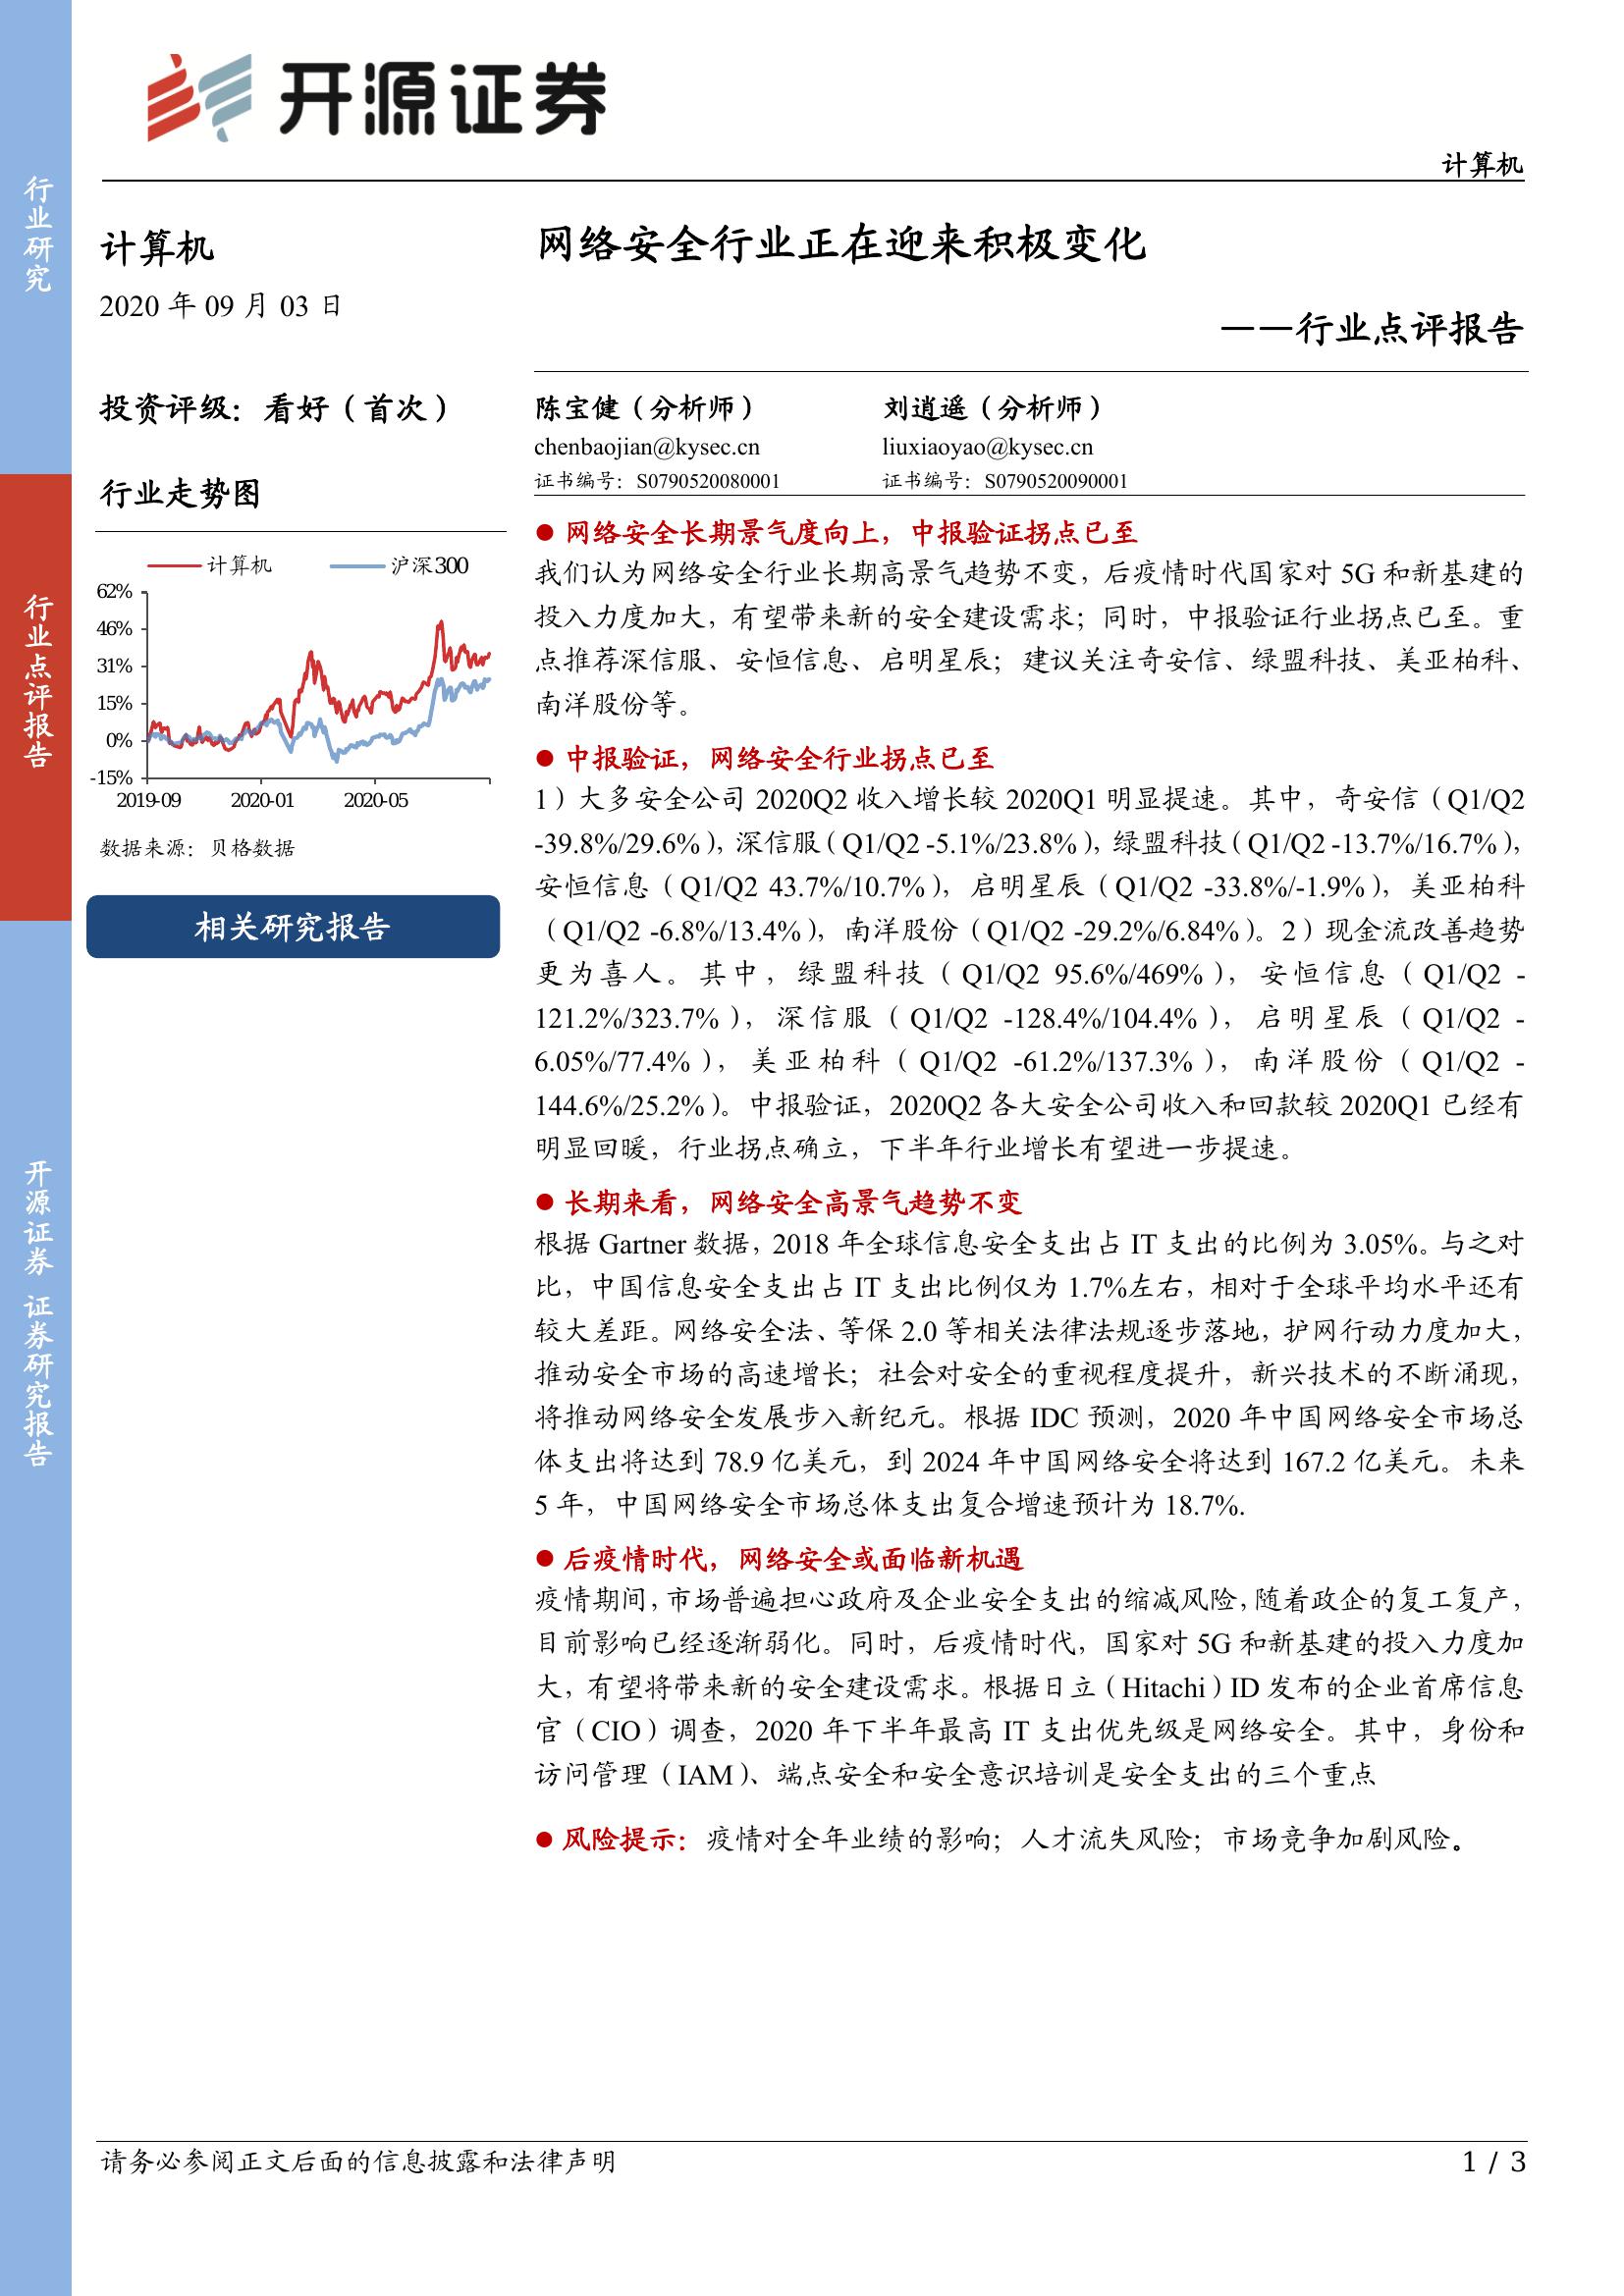 开源证券
计算机
行业研究
行业点评报告
开源证券 证券研究报告
计算机
2020 年 09 月 03 日
投资评级：看好（首次）
行业走势图
计算机
沪深300
62%
46%
31%
15%
0%
-15%
2019-09
2020-01
2020-05
数据来源：贝格数据
相关研究报告
网络安全行业正在迎来积极变化
——行业点评报告
陈宝健（分析师）
刘逍遥（分析师）
chenbaojian@kysec.cn
liuxiaoyao@kysec.cn
证书编号：S0790520080001
证书编号：S0790520090001
● 网络安全长期景气度向上，中报验证拐点已至
我们认为网络安全行业长期高景气趋势不变，后疫情时代国家对 5G 和新基建的
投入力度加大，有望带来新的安全建设需求；同时，中报验证行业拐点已至。重
点推荐深信服、安恒信息、启明星辰；建议关注奇安信、绿盟科技、美亚柏科、
南洋股份等。
● 中报验证，网络安全行业拐点已至
1）大多安全公司 2020Q2 收入增长较 2020Q1 明显提速。其中，奇安信（Q1/Q2
-39.8%/29.6%），深信服（Q1/Q2 -5.1%/23.8%），绿盟科技（Q1/Q2 -13.7%/16.7%），
安恒信息（Q1/Q2 43.7%/10.7%），启明星辰（Q1/Q2 -33.8%/-1.9%），美亚柏科
（Q1/Q2 -6.8%/13.4%），南洋股份（Q1/Q2 -29.2%/6.84%）。2）现金流改善趋势
更为喜人。其中，绿盟科技（Q1/Q2 95.6%/469%），安恒信息（Q1/Q2 -
121.2%/323.7%），深信服（Q1/Q2 -128.4%/104.4%），启明星辰（Q1/Q2 -
6.05%/77.4%），美亚柏科（Q1/Q2 -61.2%/137.3%），南洋股份（Q1/Q2 -
144.6%/25.2%）。中报验证，2020Q2 各大安全公司收入和回款较 2020Q1 已经有
明显回暖，行业拐点确立，下半年行业增长有望进一步提速。
● 长期来看，网络安全高景气趋势不变
根据 Gartner 数据，2018 年全球信息安全支出占 IT 支出的比例为 3.05%。与之对
比，中国信息安全支出占 IT 支出比例仅为 1.7%左右，相对于全球平均水平还有
较大差距。网络安全法、等保 2.0 等相关法律法规逐步落地，护网行动力度加大，
推动安全市场的高速增长；社会对安全的重视程度提升，新兴技术的不断涌现，
将推动网络安全发展步入新纪元。根据 IDC 预测，2020 年中国网络安全市场总
体支出将达到 78.9 亿美元，到 2024 年中国网络安全将达到 167.2 亿美元。未来
5 年，中国网络安全市场总体支出复合增速预计为 18.7%.
● 后疫情时代，网络安全或面临新机遇
疫情期间，市场普遍担心政府及企业安全支出的缩减风险，随着政企的复工复产，
目前影响已经逐渐弱化。同时，后疫情时代，国家对 5G 和新基建的投入力度加
大，有望将带来新的安全建设需求。根据日立（Hitachi）ID 发布的企业首席信息
官（CIO）调查，2020 年下半年最高 IT 支出优先级是网络安全。其中，身份和
访问管理（IAM）、端点安全和安全意识培训是安全支出的三个重点
● 风险提示：疫情对全年业绩的影响；人才流失风险；市场竞争加剧风险。
请务必参阅正文后面的信息披露和法律声明
1 / 3